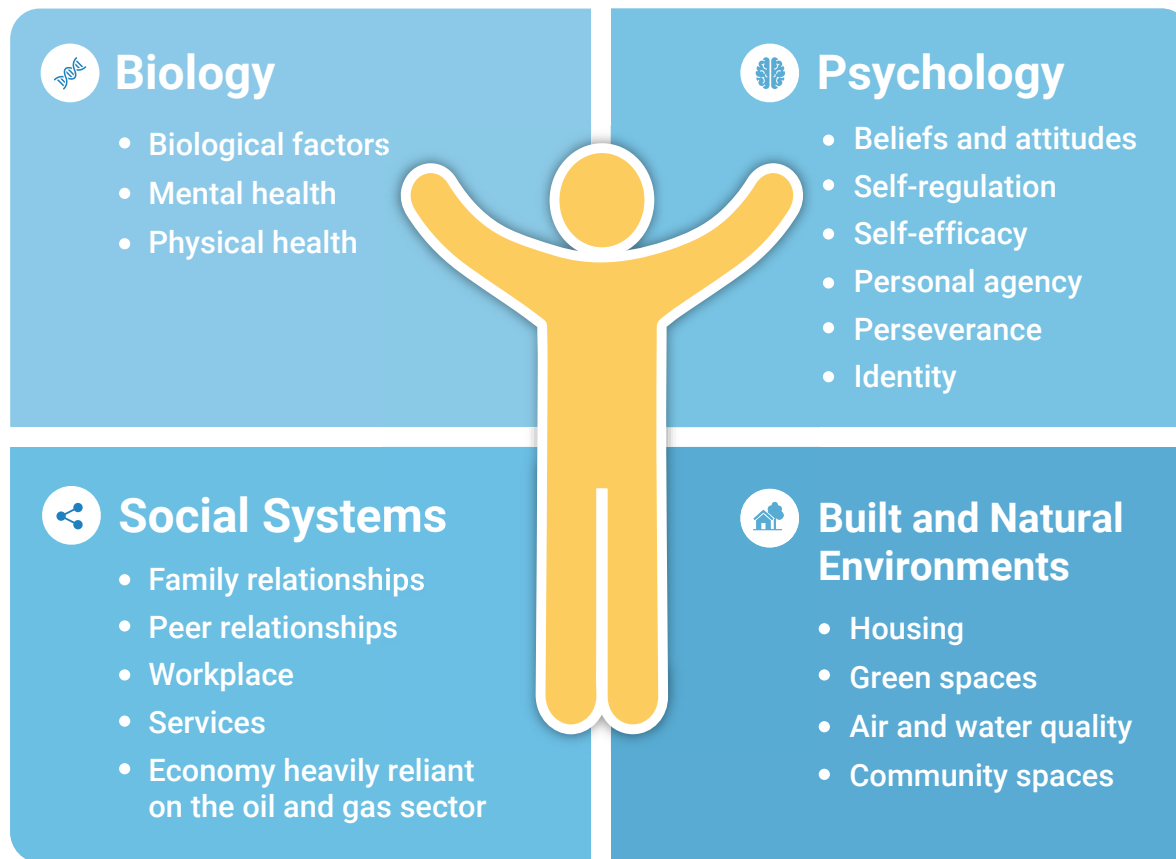 Biology
• Biological factors
• Mental health
• Physical health
Psychology
• Beliefs and attitudes
• Self-regulation
• Self-efficacy
• Personal agency
• Perseverance
• Identity
Social Systems
• Family relationships
• Peer relationships
• Workplace
• Services
• Economy heavily reliant
on the oil and gas sector
Built and Natural
Environments
• Housing
• Green spaces
• Air and water quality
• Community spaces